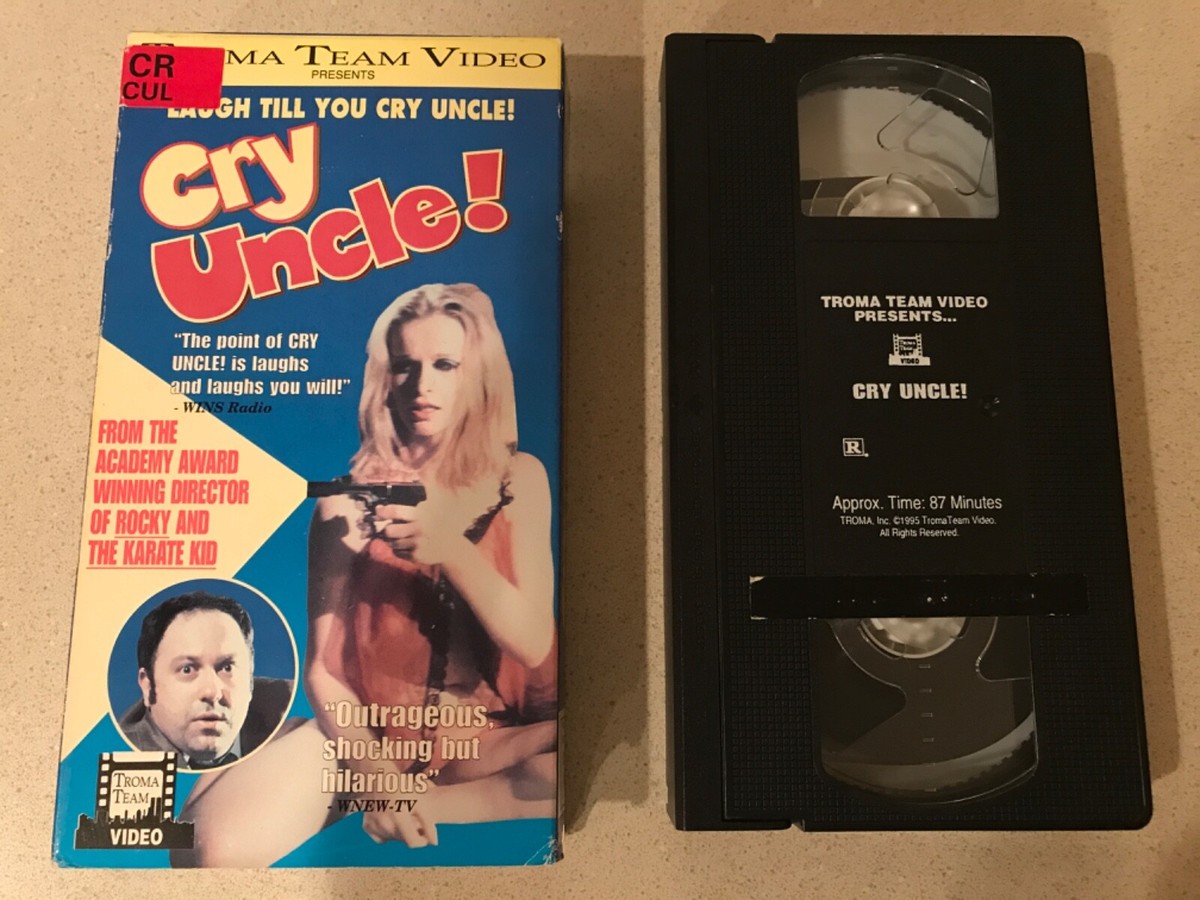 CR
CUL
MA TEAM VIDEO
PRESENTS
LAUGH TILL YOU CRY UNCLE!
Cry
Uncle!
"The point of CRY
UNCLE! is laughs
and laughs you will!"
- WINS Radio
FROM THE
ACADEMY AWARD
WINNING DIRECTOR
OF ROCKY AND
THE KARATE KID
"Outrageous,
shocking but
hilarious"
- WNEW-TV
TROMA
TEAM
VIDEO
TROMA TEAM VIDEO
PRESENTS...
TROMA
TEAM
VIDEO
CRY UNCLE!
R
Approx. Time: 87 Minutes
TROMA, Inc. ©1995 TromaTeam Video.
All Rights Reserved.